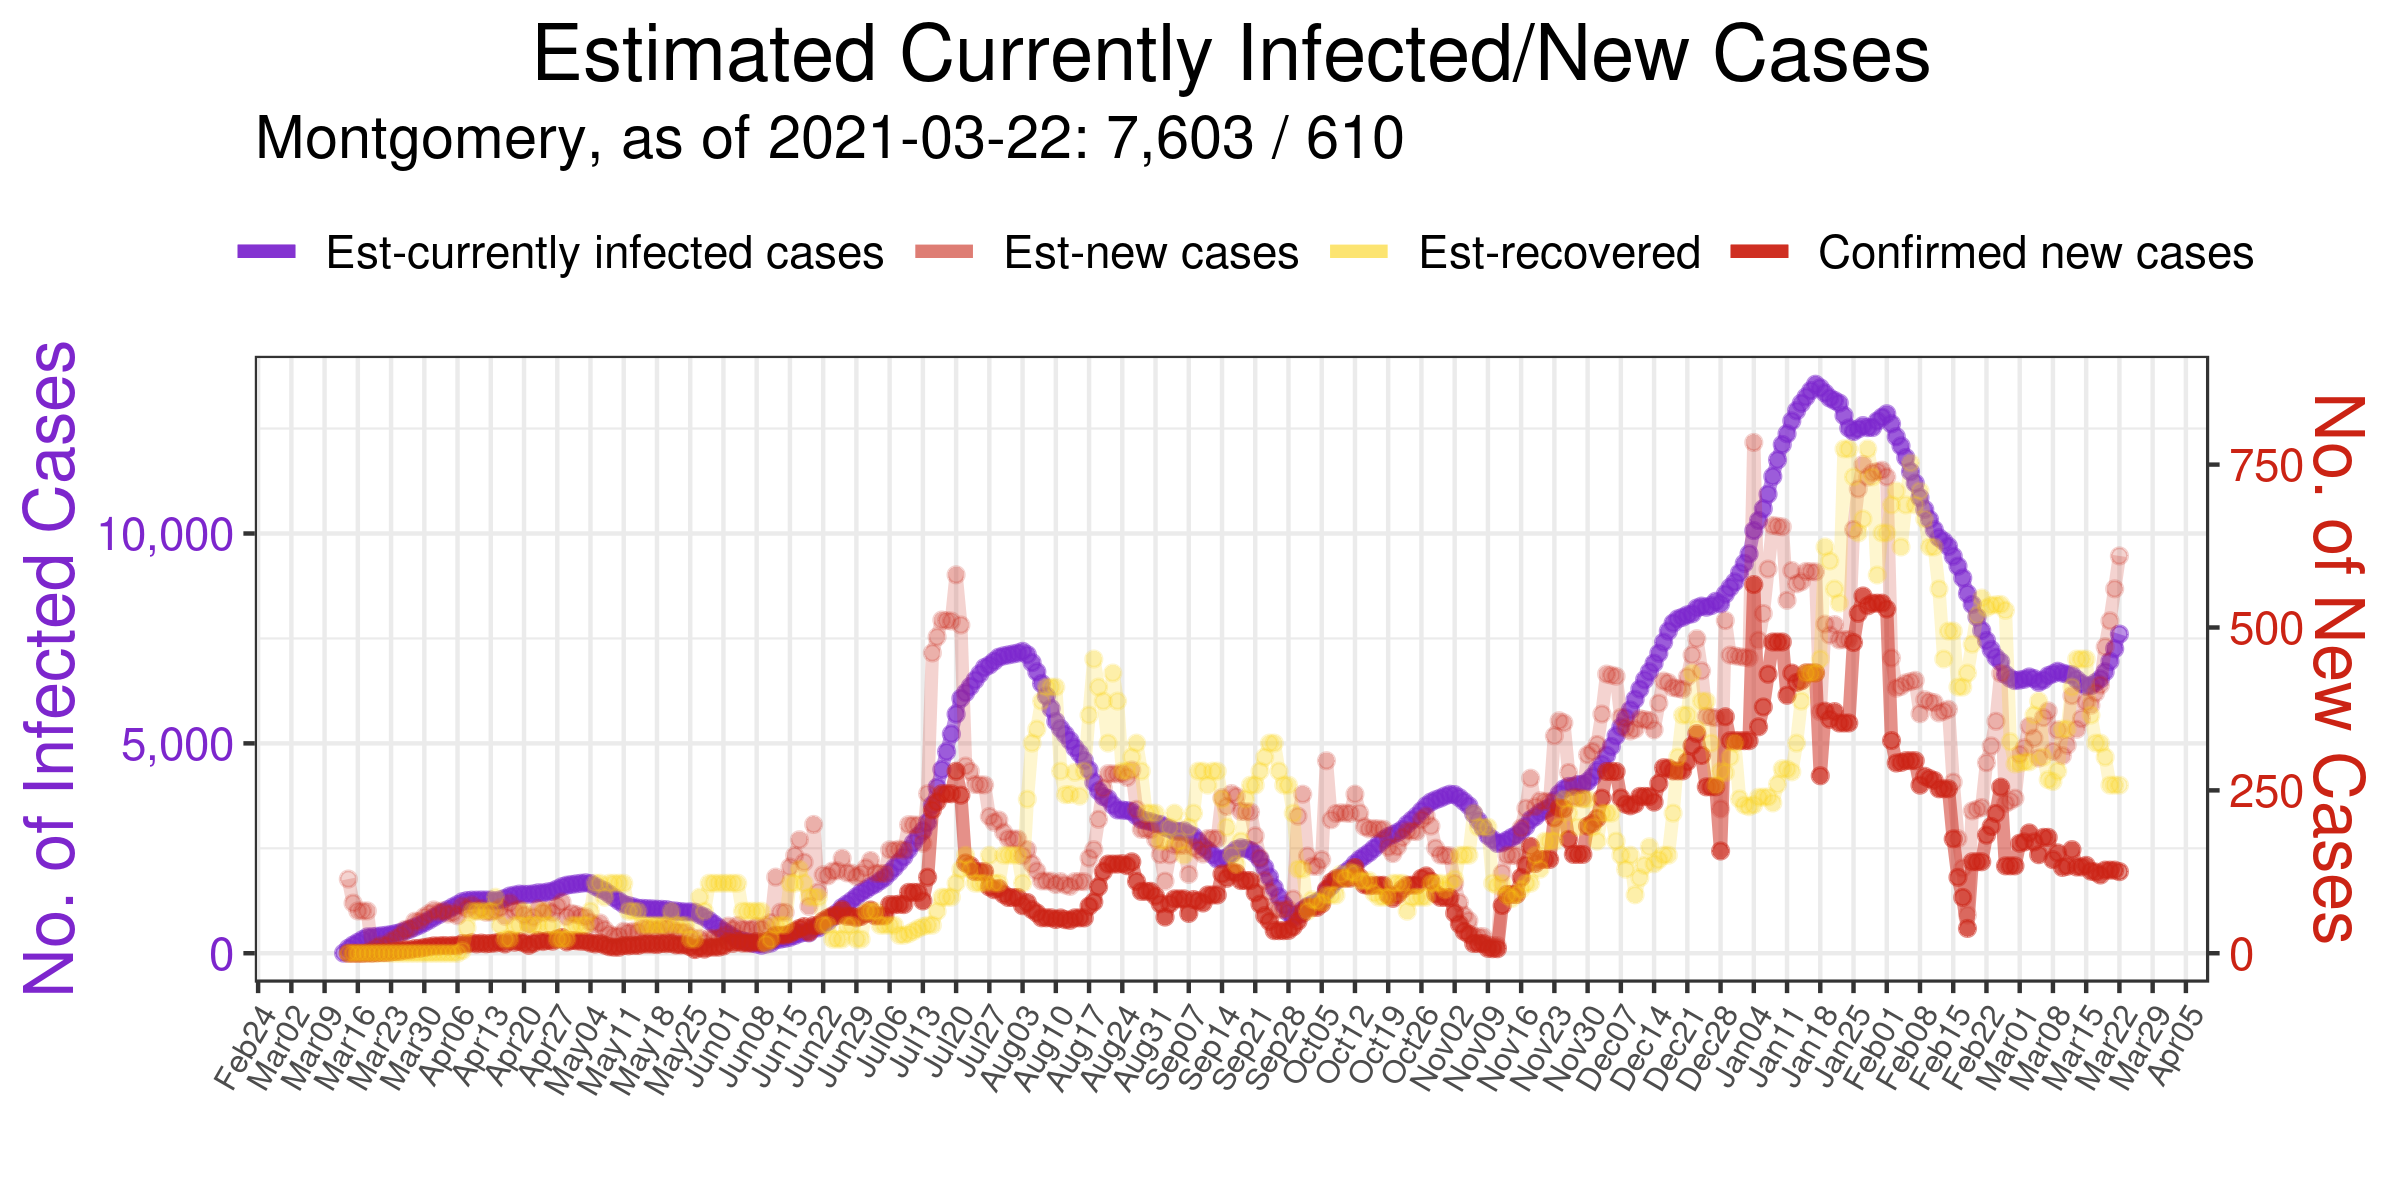 Estimated Currently Infected/New Cases
Montgomery, as of 2021-03-22: 7,603 / 610
Est-currently infected cases Est-new cases Est-recovered Confirmed new cases
No. of Infected Cases
10,000
5,000
0
No. of New Cases
750
500
250
0
Feb24 Mar02 Mar09 Mar16 Mar23 Mar30 Apr06 Apr13 Apr20 Apr27 May04 May11 May18 May25 Jun01 Jun08 Jun15 Jun22 Jun29 Jul06 Jul13 Jul20 Jul27 Aug03 Aug10 Aug17 Aug24 Aug31 Sep07 Sep14 Sep21 Sep28 Oct05 Oct12 Oct19 Oct26 Nov02 Nov09 Nov16 Nov23 Nov30 Dec07 Dec14 Dec21 Dec28 Jan04 Jan11 Jan18 Jan25 Feb01 Feb08 Feb15 Feb22 Mar01 Mar08 Mar15 Mar22 Mar29 Apr05